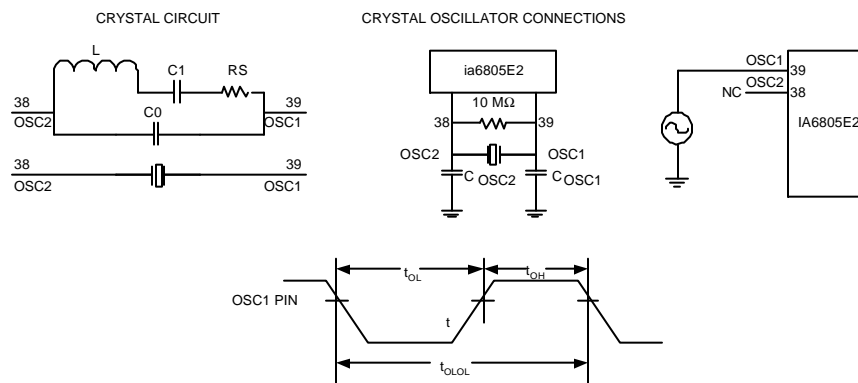 CRYSTAL CIRCUIT
L
C1
RS
C0
38
39
OSC2
OSC1
38
39
OSC2
OSC1
CRYSTAL OSCILLATOR CONNECTIONS
ia6805E2
10 MΩ
38
39
OSC2
OSC1
C OSC2
C OSC1
OSC1
39
OSC2
NC
38
IA6805E2
tOL
tOH
OSC1 PIN
t
tOLOL